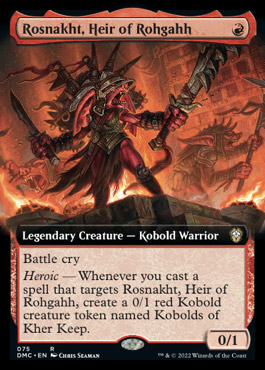 Rosnakht, Heir of Rohgahh
Legendary Creature — Kobold Warrior
Battle cry
Heroic — Whenever you cast a
spell that targets Rosnakht, Heir of
Rohgahh, create a 0/1 red Kobold
creature token named Kobolds of
Kher Keep.
0/1
075 R
DMC • EN Chris Seaman
™ & © 2022 Wizards of the Coast